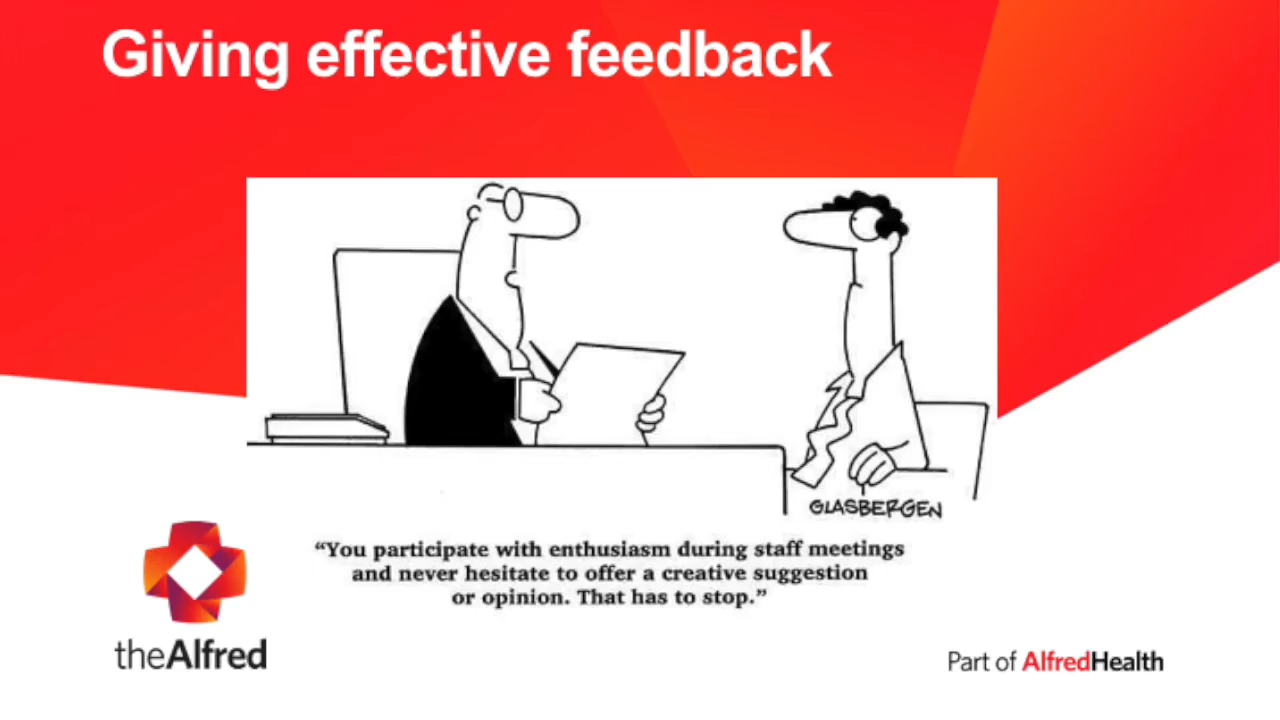 Giving effective feedback
GLASBERGEN
“You participate with enthusiasm during staff meetings
and never hesitate to offer a creative suggestion
or opinion. That has to stop.”
theAlfred
Part of AlfredHealth